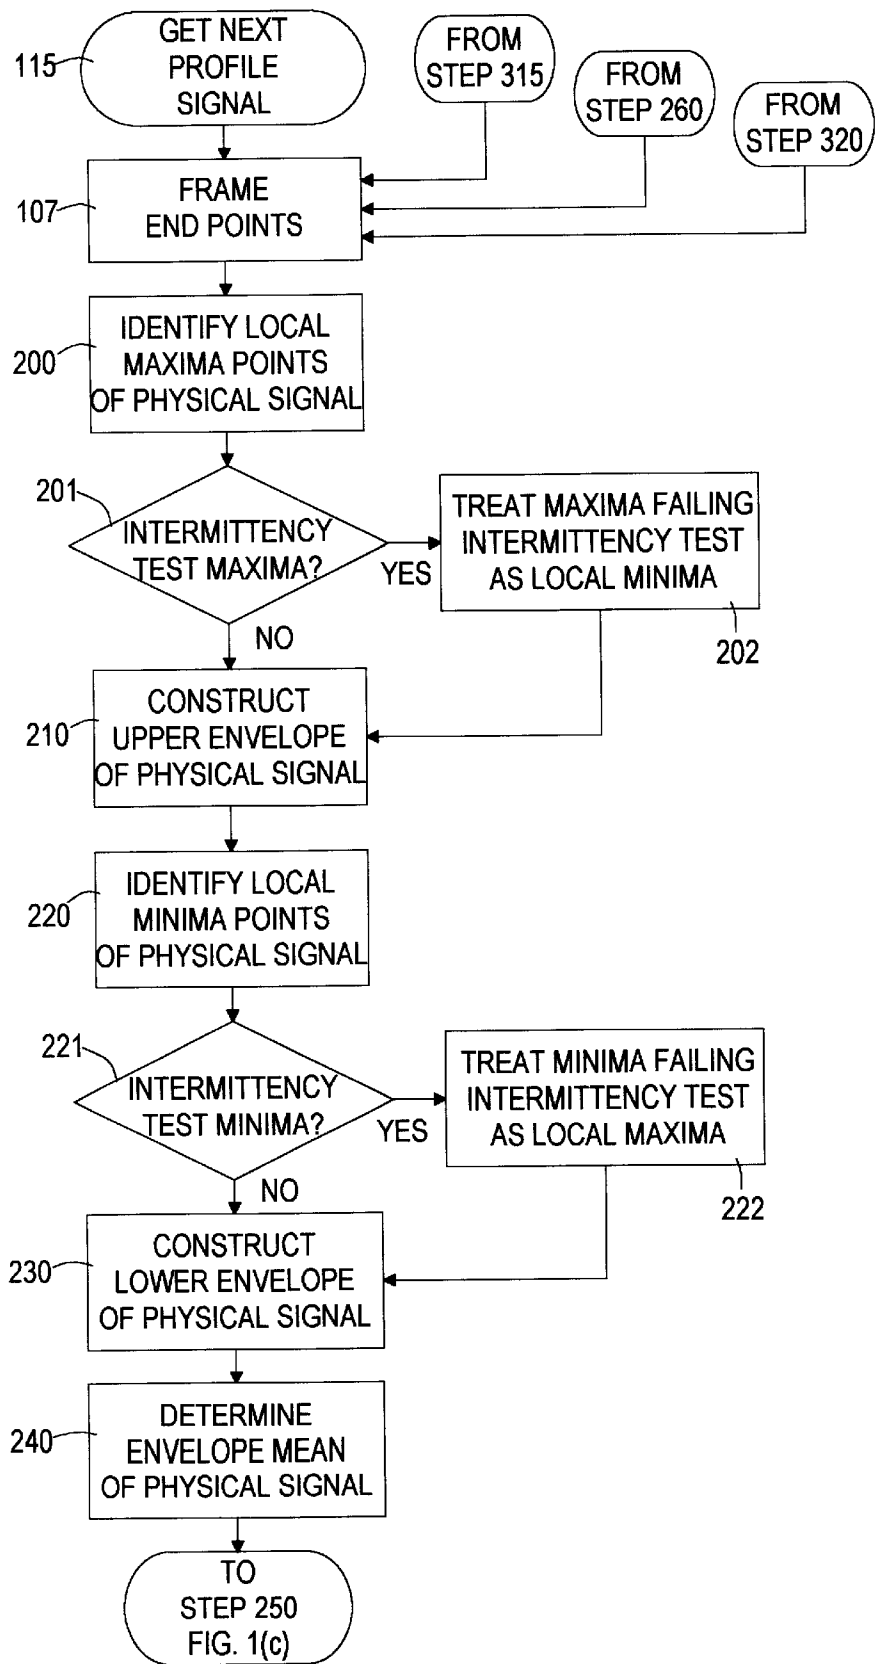 GET NEXT
PROFILE
SIGNAL
115
FROM
STEP 315
FROM
STEP 260
FROM
STEP 320
FRAME
END POINTS
107
IDENTIFY LOCAL
MAXIMA POINTS
OF PHYSICAL SIGNAL
200
201
INTERMITTENCY
TEST MAXIMA?
YES
TREAT MAXIMA FAILING
INTERMITTENCY TEST
AS LOCAL MINIMA
202
NO
CONSTRUCT
UPPER ENVELOPE
OF PHYSICAL SIGNAL
210
IDENTIFY LOCAL
MINIMA POINTS
OF PHYSICAL SIGNAL
220
221
INTERMITTENCY
TEST MINIMA?
YES
TREAT MINIMA FAILING
INTERMITTENCY TEST
AS LOCAL MAXIMA
222
NO
CONSTRUCT
LOWER ENVELOPE
OF PHYSICAL SIGNAL
230
DETERMINE
ENVELOPE MEAN
OF PHYSICAL SIGNAL
240
TO
STEP 250
FIG. 1(c)